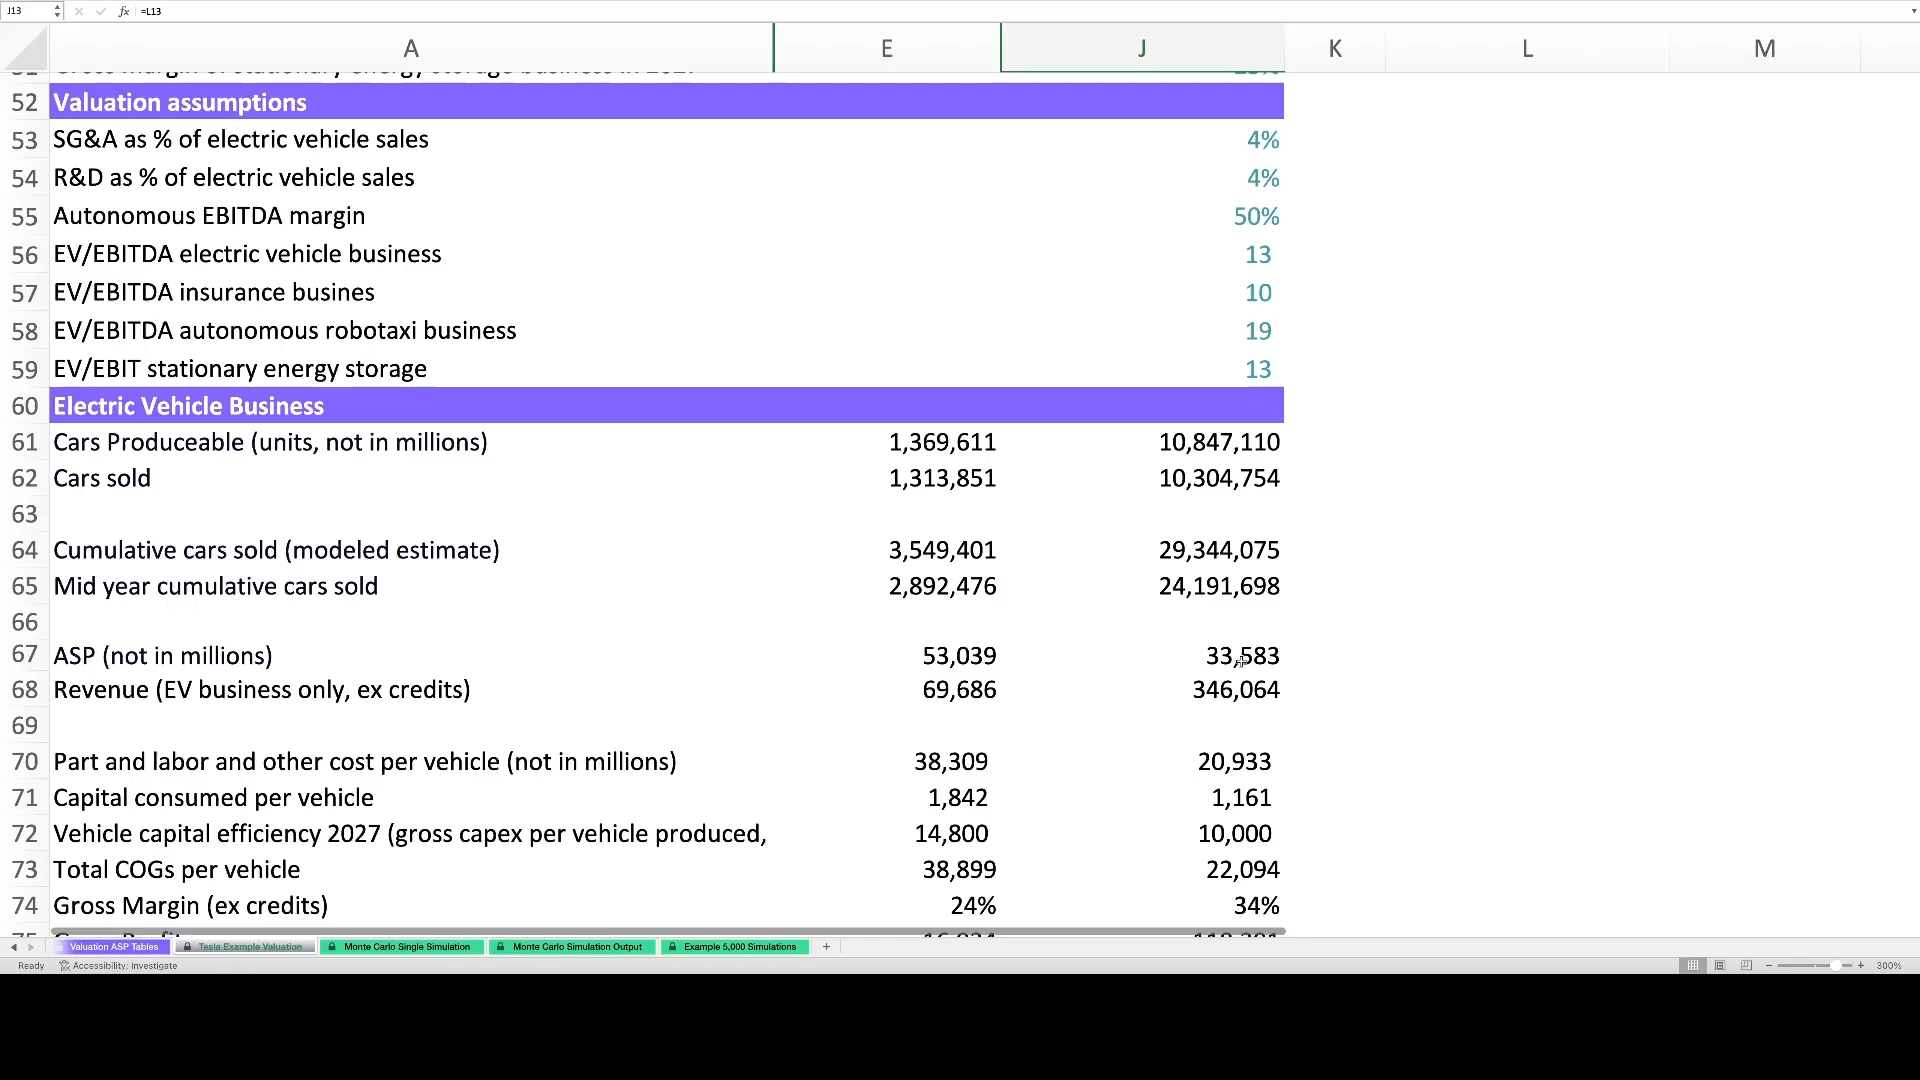 J13 fx =L13
A E J K L M
52 Valuation assumptions
53 SG&A as % of electric vehicle sales 4%
54 R&D as % of electric vehicle sales 4%
55 Autonomous EBITDA margin 50%
56 EV/EBITDA electric vehicle business 13
57 EV/EBITDA insurance busines 10
58 EV/EBITDA autonomous robotaxi business 19
59 EV/EBIT stationary energy storage 13
60 Electric Vehicle Business
61 Cars Produceable (units, not in millions) 1,369,611 10,847,110
62 Cars sold 1,313,851 10,304,754
63
64 Cumulative cars sold (modeled estimate) 3,549,401 29,344,075
65 Mid year cumulative cars sold 2,892,476 24,191,698
66
67 ASP (not in millions) 53,039 33,583
68 Revenue (EV business only, ex credits) 69,686 346,064
69
70 Part and labor and other cost per vehicle (not in millions) 38,309 20,933
71 Capital consumed per vehicle 1,842 1,161
72 Vehicle capital efficiency 2027 (gross capex per vehicle produced, 14,800 10,000
73 Total COGs per vehicle 38,899 22,094
74 Gross Margin (ex credits) 24% 34%
Valuation ASP Tables Tesla Example Valuation Monte Carlo Single Simulation Monte Carlo Simulation Output Example 5,000 Simulations +
Ready Accessibility: Investigate − + 300%